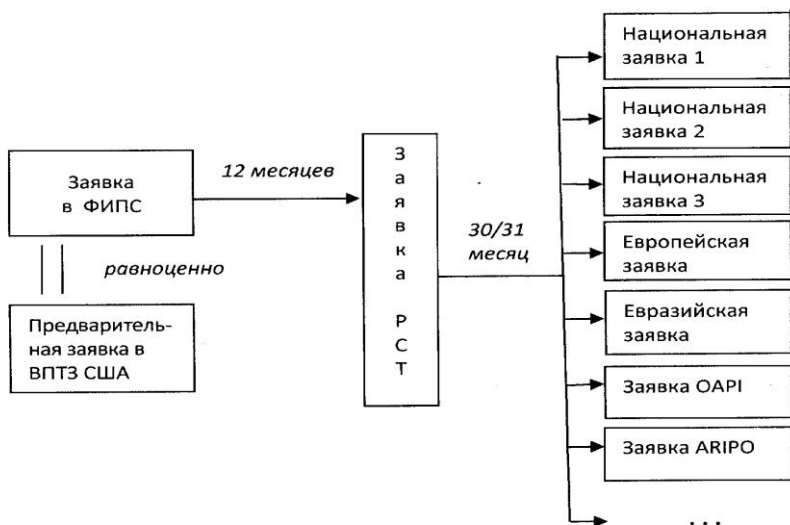 Заявка
в ФИПС
равноценно
Предваритель-
ная заявка в
ВПТЗ США
12 месяцев
З
а
я
в
к
а
Р
С
Т
30/31
месяц
Национальная
заявка 1
Национальная
заявка 2
Национальная
заявка 3
Европейская
заявка
Евразийская
заявка
Заявка OAPI
Заявка ARIPO
...